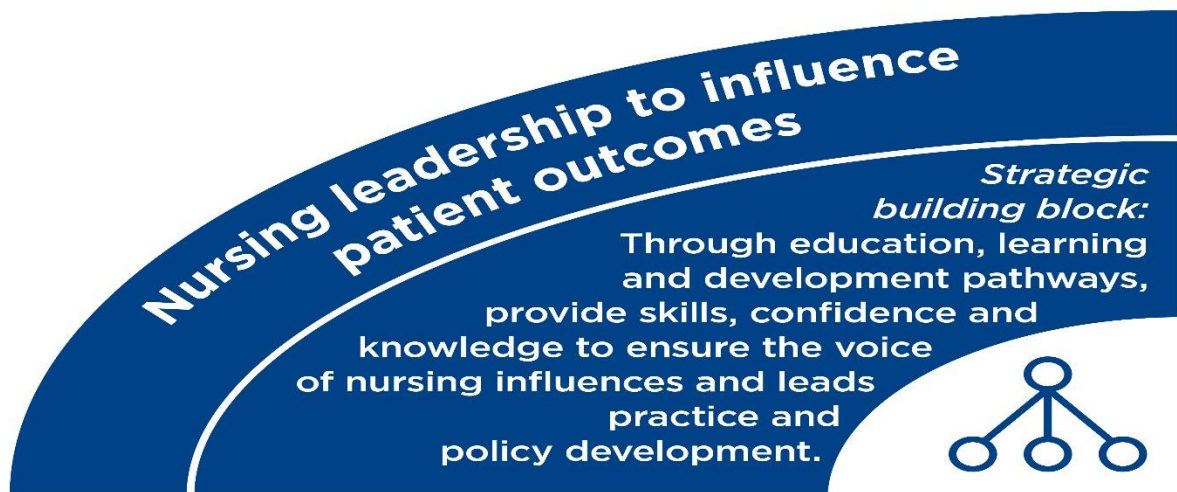 Nursing leadership to influence
patient outcomes
Strategic
building block:
Through education, learning
and development pathways,
provide skills, confidence and
knowledge to ensure the voice
of nursing influences and leads
practice and
policy development.